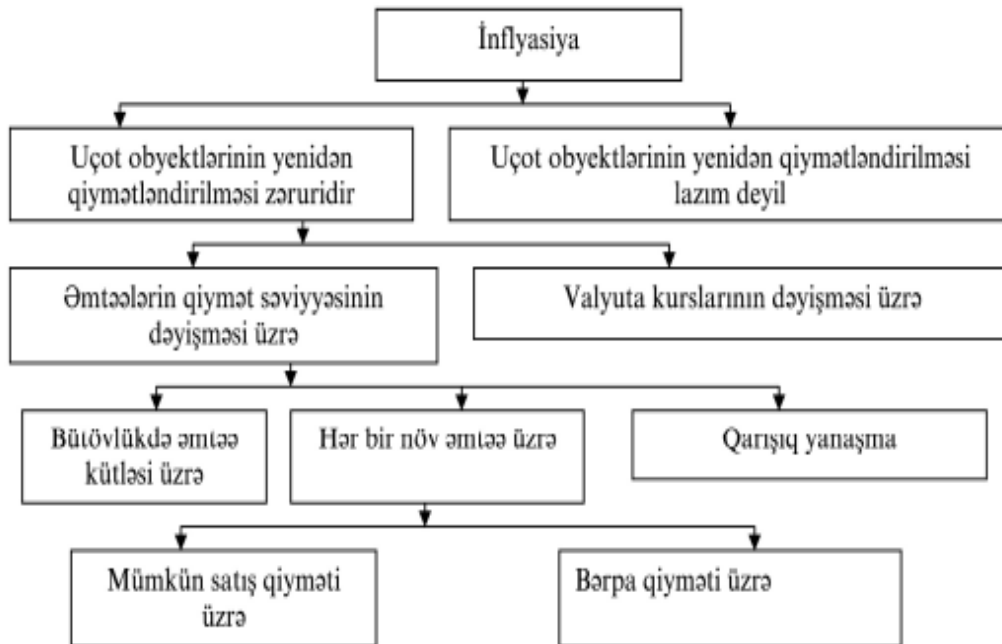 İnflyasiya
Uçot obyektlərinin yenidən
qiymətləndirilməsi zəruridir
Uçot obyektlərinin yenidən qiymətləndirilməsi
lazım deyil
Əmtəələrin qiymət səviyyəsinin
dəyişməsi üzrə
Valyuta kurslarının dəyişməsi üzrə
Bütövlükdə əmtəə
kütləsi üzrə
Hər bir növ əmtəə üzrə
Qarışıq yanaşma
Mümkün satış qiyməti
üzrə
Bərpa qiyməti üzrə